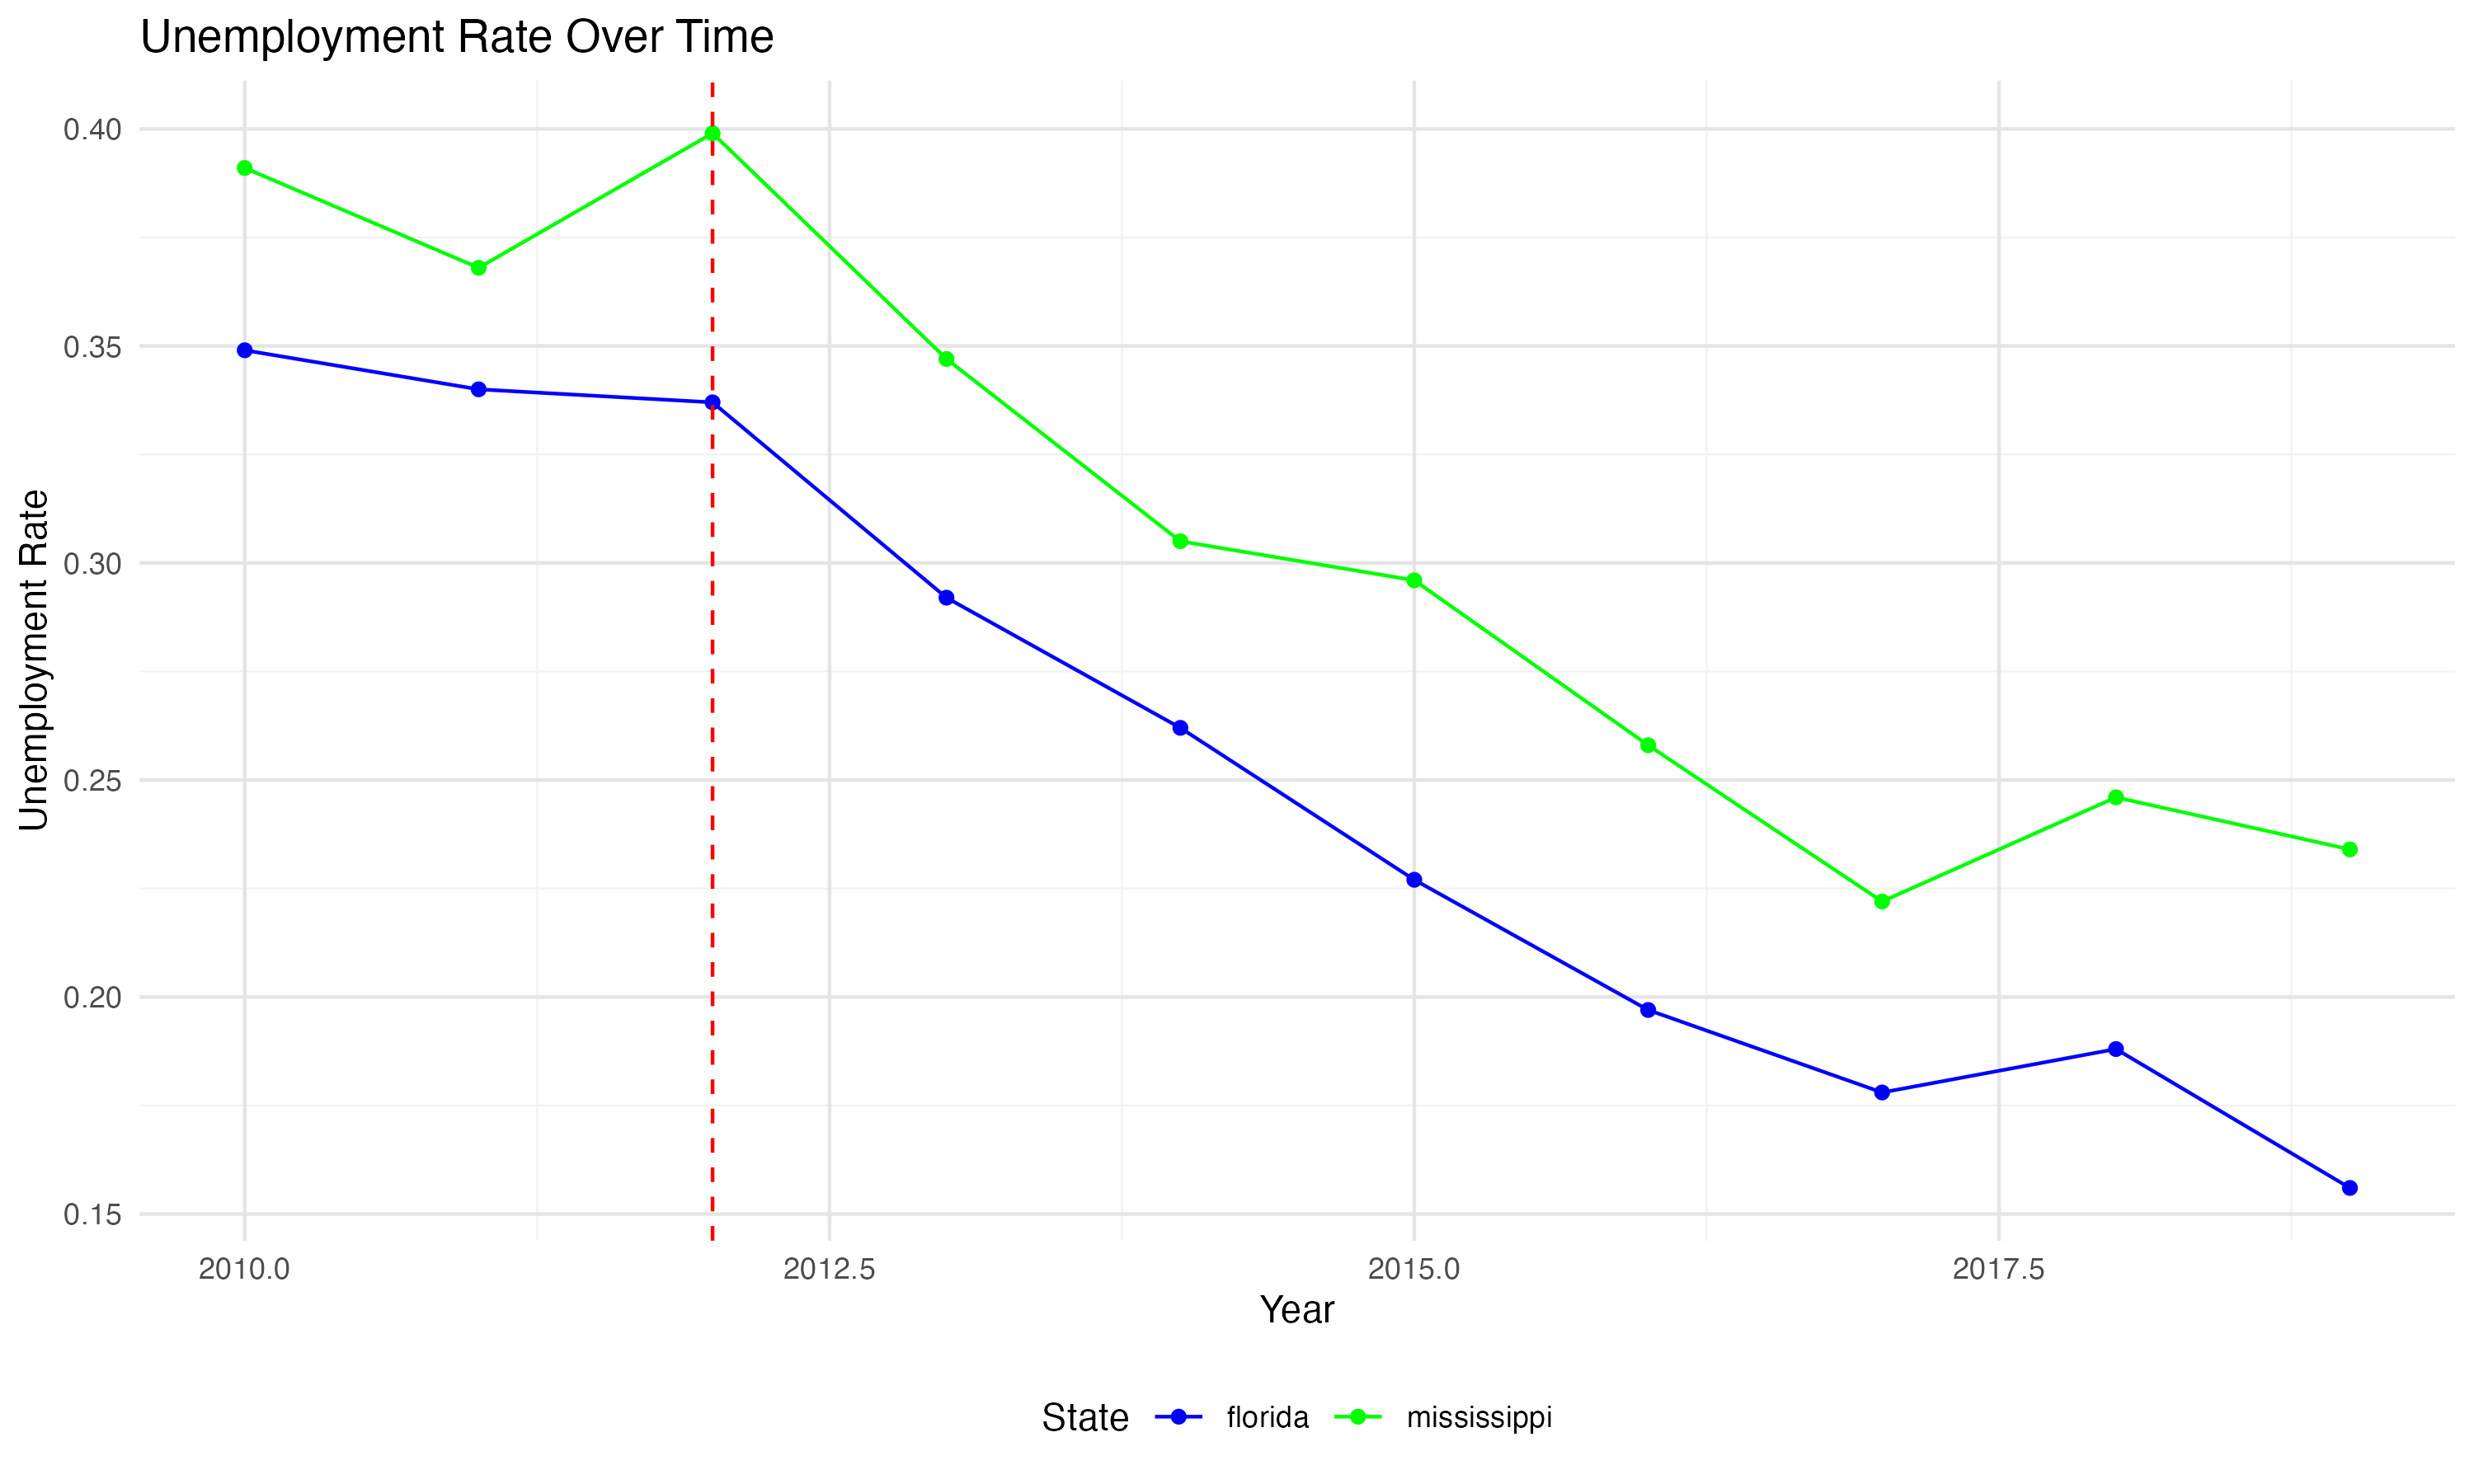 Unemployment Rate Over Time
Unemployment Rate
0.40
0.35
0.30
0.25
0.20
0.15
2010.0 2012.5 2015.0 2017.5
Year
State florida mississippi